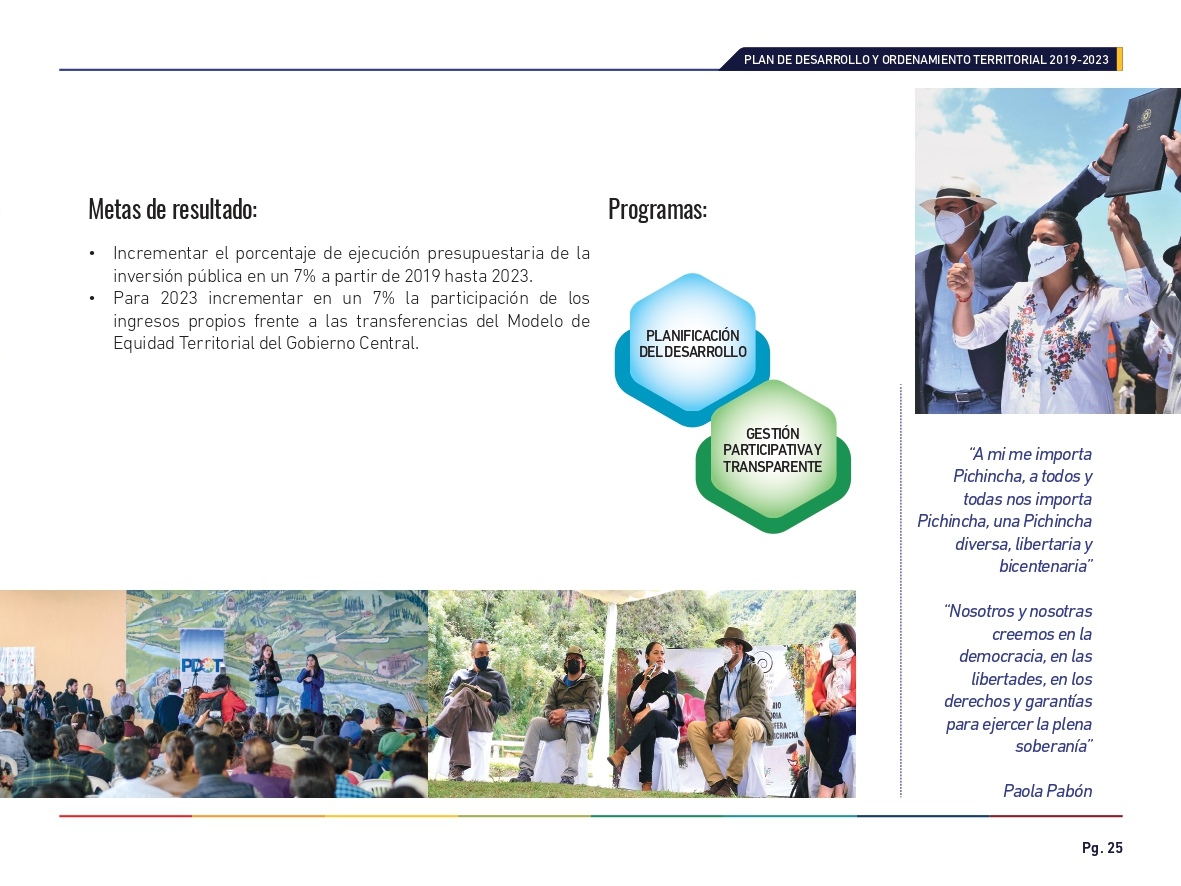 PLAN DE DESARROLLO Y ORDENAMIENTO TERRITORIAL 2019-2023
Metas de resultado:
• Incrementar el porcentaje de ejecución presupuestaria de la
inversión pública en un 7% a partir de 2019 hasta 2023.
• Para 2023 incrementar en un 7% la participación de los
ingresos propios frente a las transferencias del Modelo de
Equidad Territorial del Gobierno Central.
Programas:
PLANIFICACIÓN
DEL DESARROLLO
GESTIÓN
PARTICIPATIVA Y
TRANSPARENTE
PDOT
“A mi me importa
Pichincha, a todos y
todas nos importa
Pichincha, una Pichincha
diversa, libertaria y
bicentenaria”
“Nosotros y nosotras
creemos en la
democracia, en las
libertades, en los
derechos y garantías
para ejercer la plena
soberanía”
Paola Pabón
Pg. 25